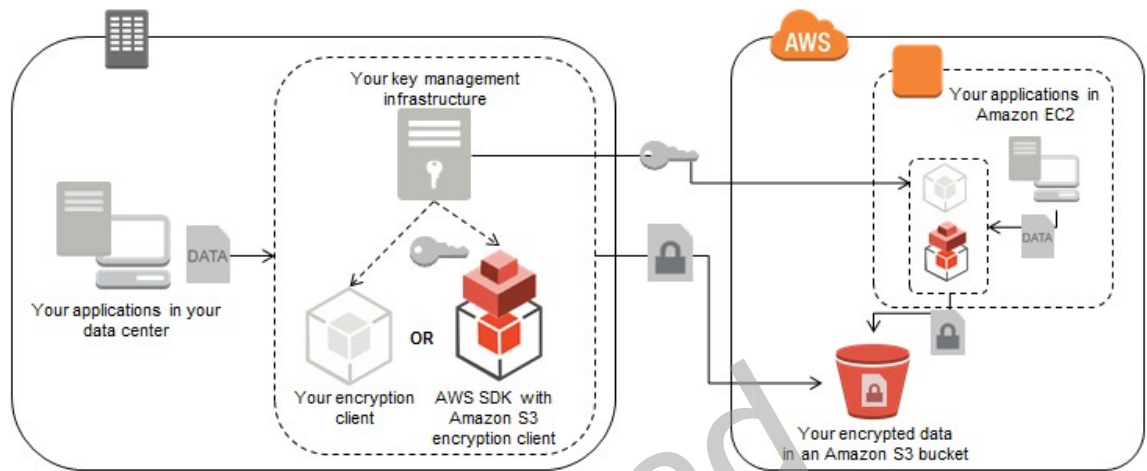 AWS
Your key management
infrastructure
Your applications in
Amazon EC2
DATA
DATA
Your applications in your
data center
OR
Your encryption
client
AWS SDK with
Amazon S3
encryption client
Your encrypted data
in an Amazon S3 bucket